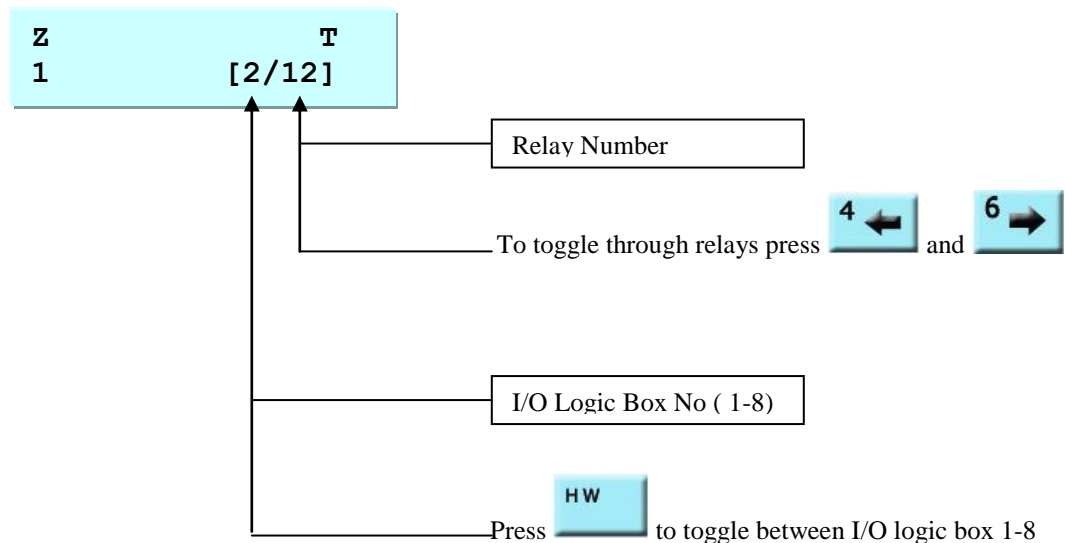 Z T
1 [2/12]
Relay Number
To toggle through relays press 4 and 6
I/O Logic Box No ( 1-8)
Press HW to toggle between I/O logic box 1-8